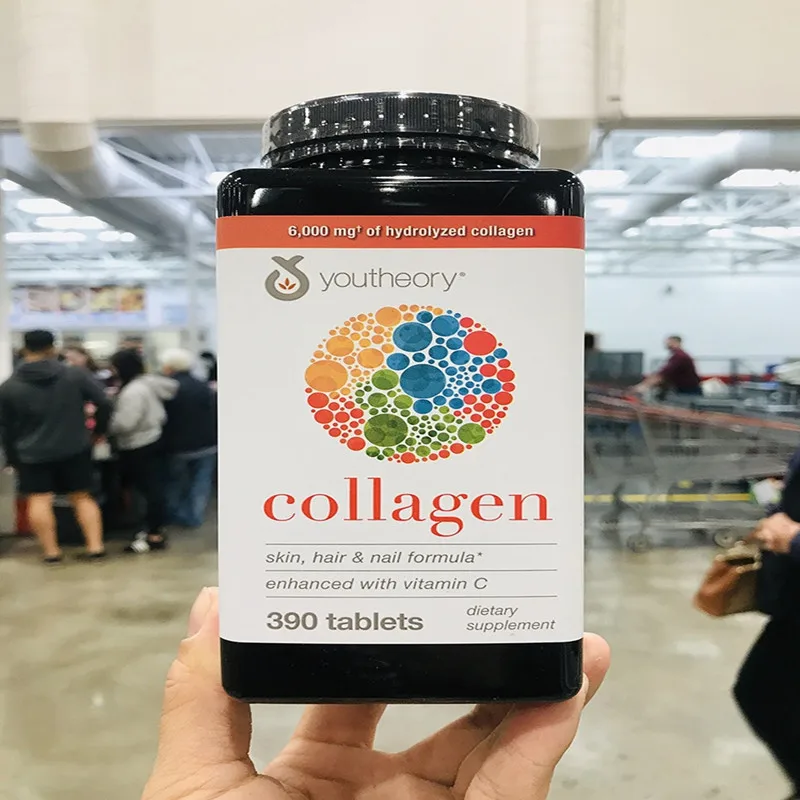 6,000 mg† of hydrolyzed collagen
youtheory®
collagen
skin, hair & nail formula*
enhanced with vitamin C
390 tablets
dietary
supplement